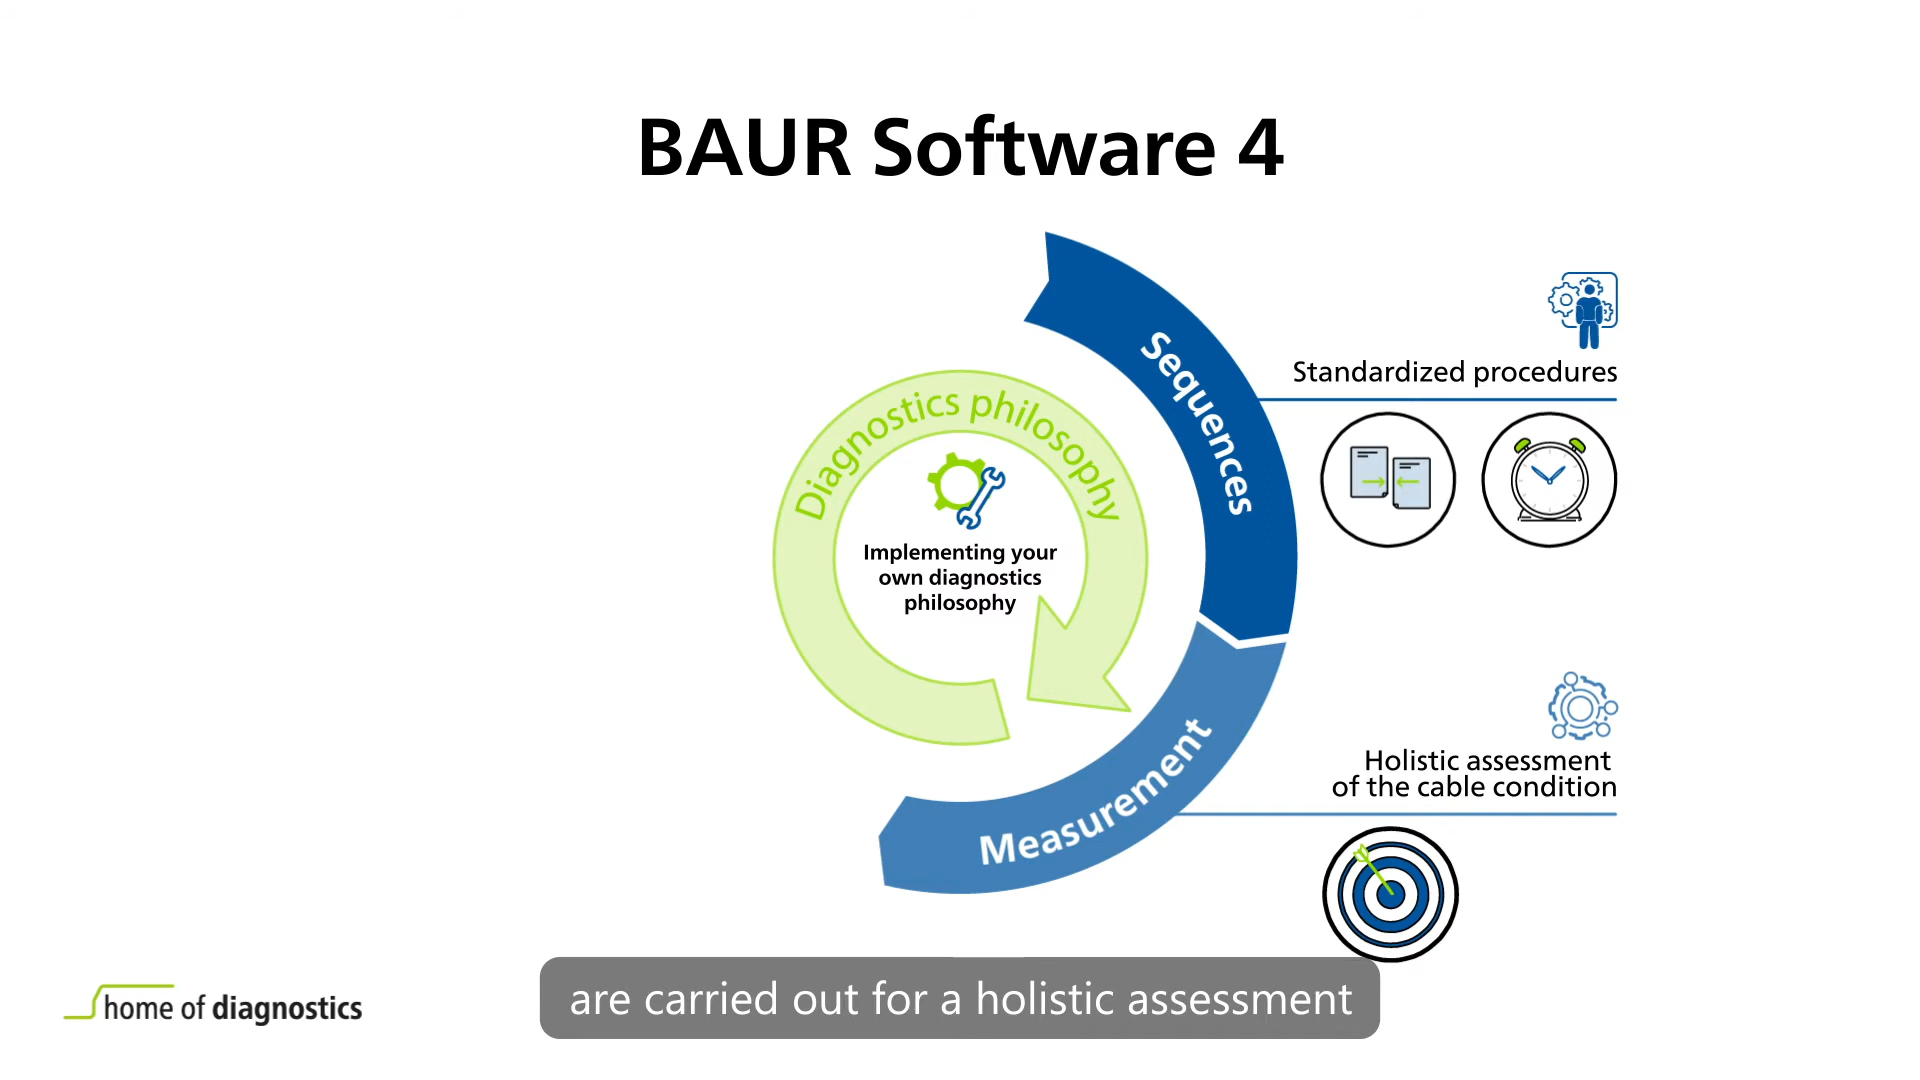 BAUR Software 4
Sequences
Standardized procedures
Diagnostics philosophy
Implementing your
own diagnostics
philosophy
Measurement
Holistic assessment
of the cable condition
home of diagnostics
are carried out for a holistic assessment